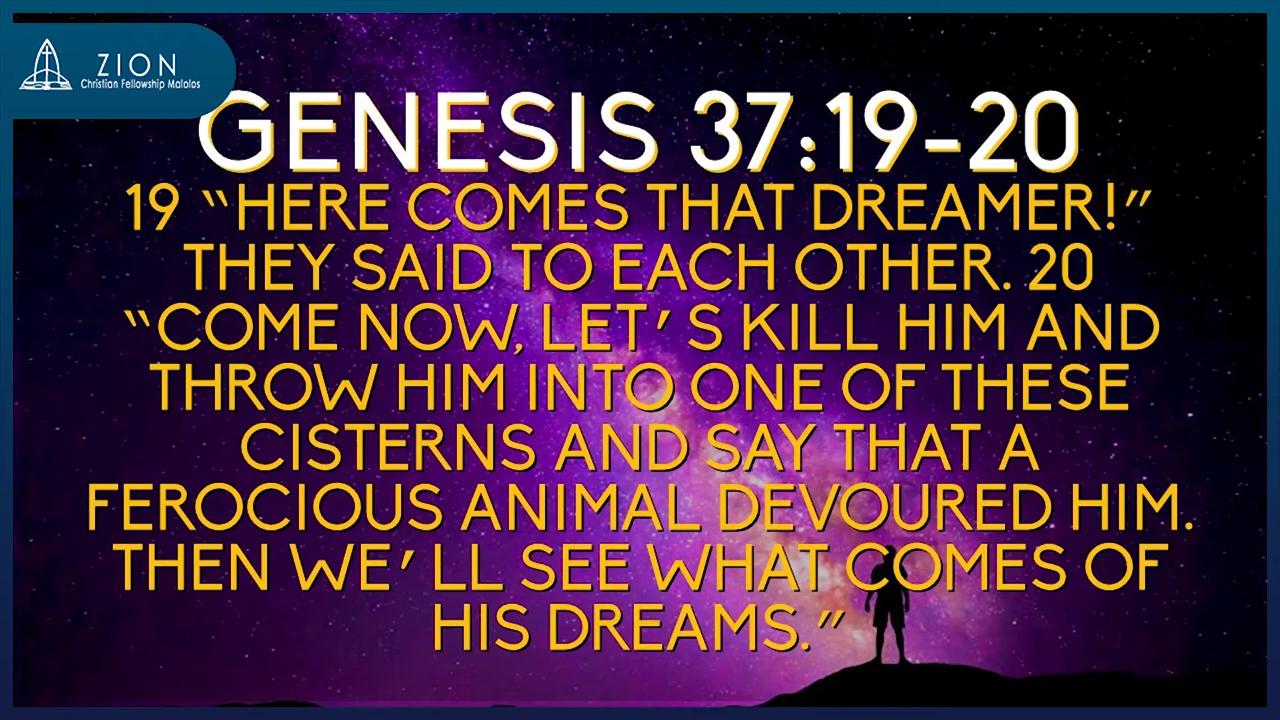 ZION
Christian Fellowship Malolos
GENESIS 37:19-20
19 “HERE COMES THAT DREAMER!”
THEY SAID TO EACH OTHER. 20
“COME NOW, LET’S KILL HIM AND
THROW HIM INTO ONE OF THESE
CISTERNS AND SAY THAT A
FEROCIOUS ANIMAL DEVOURED HIM.
THEN WE’LL SEE WHAT COMES OF
HIS DREAMS.”